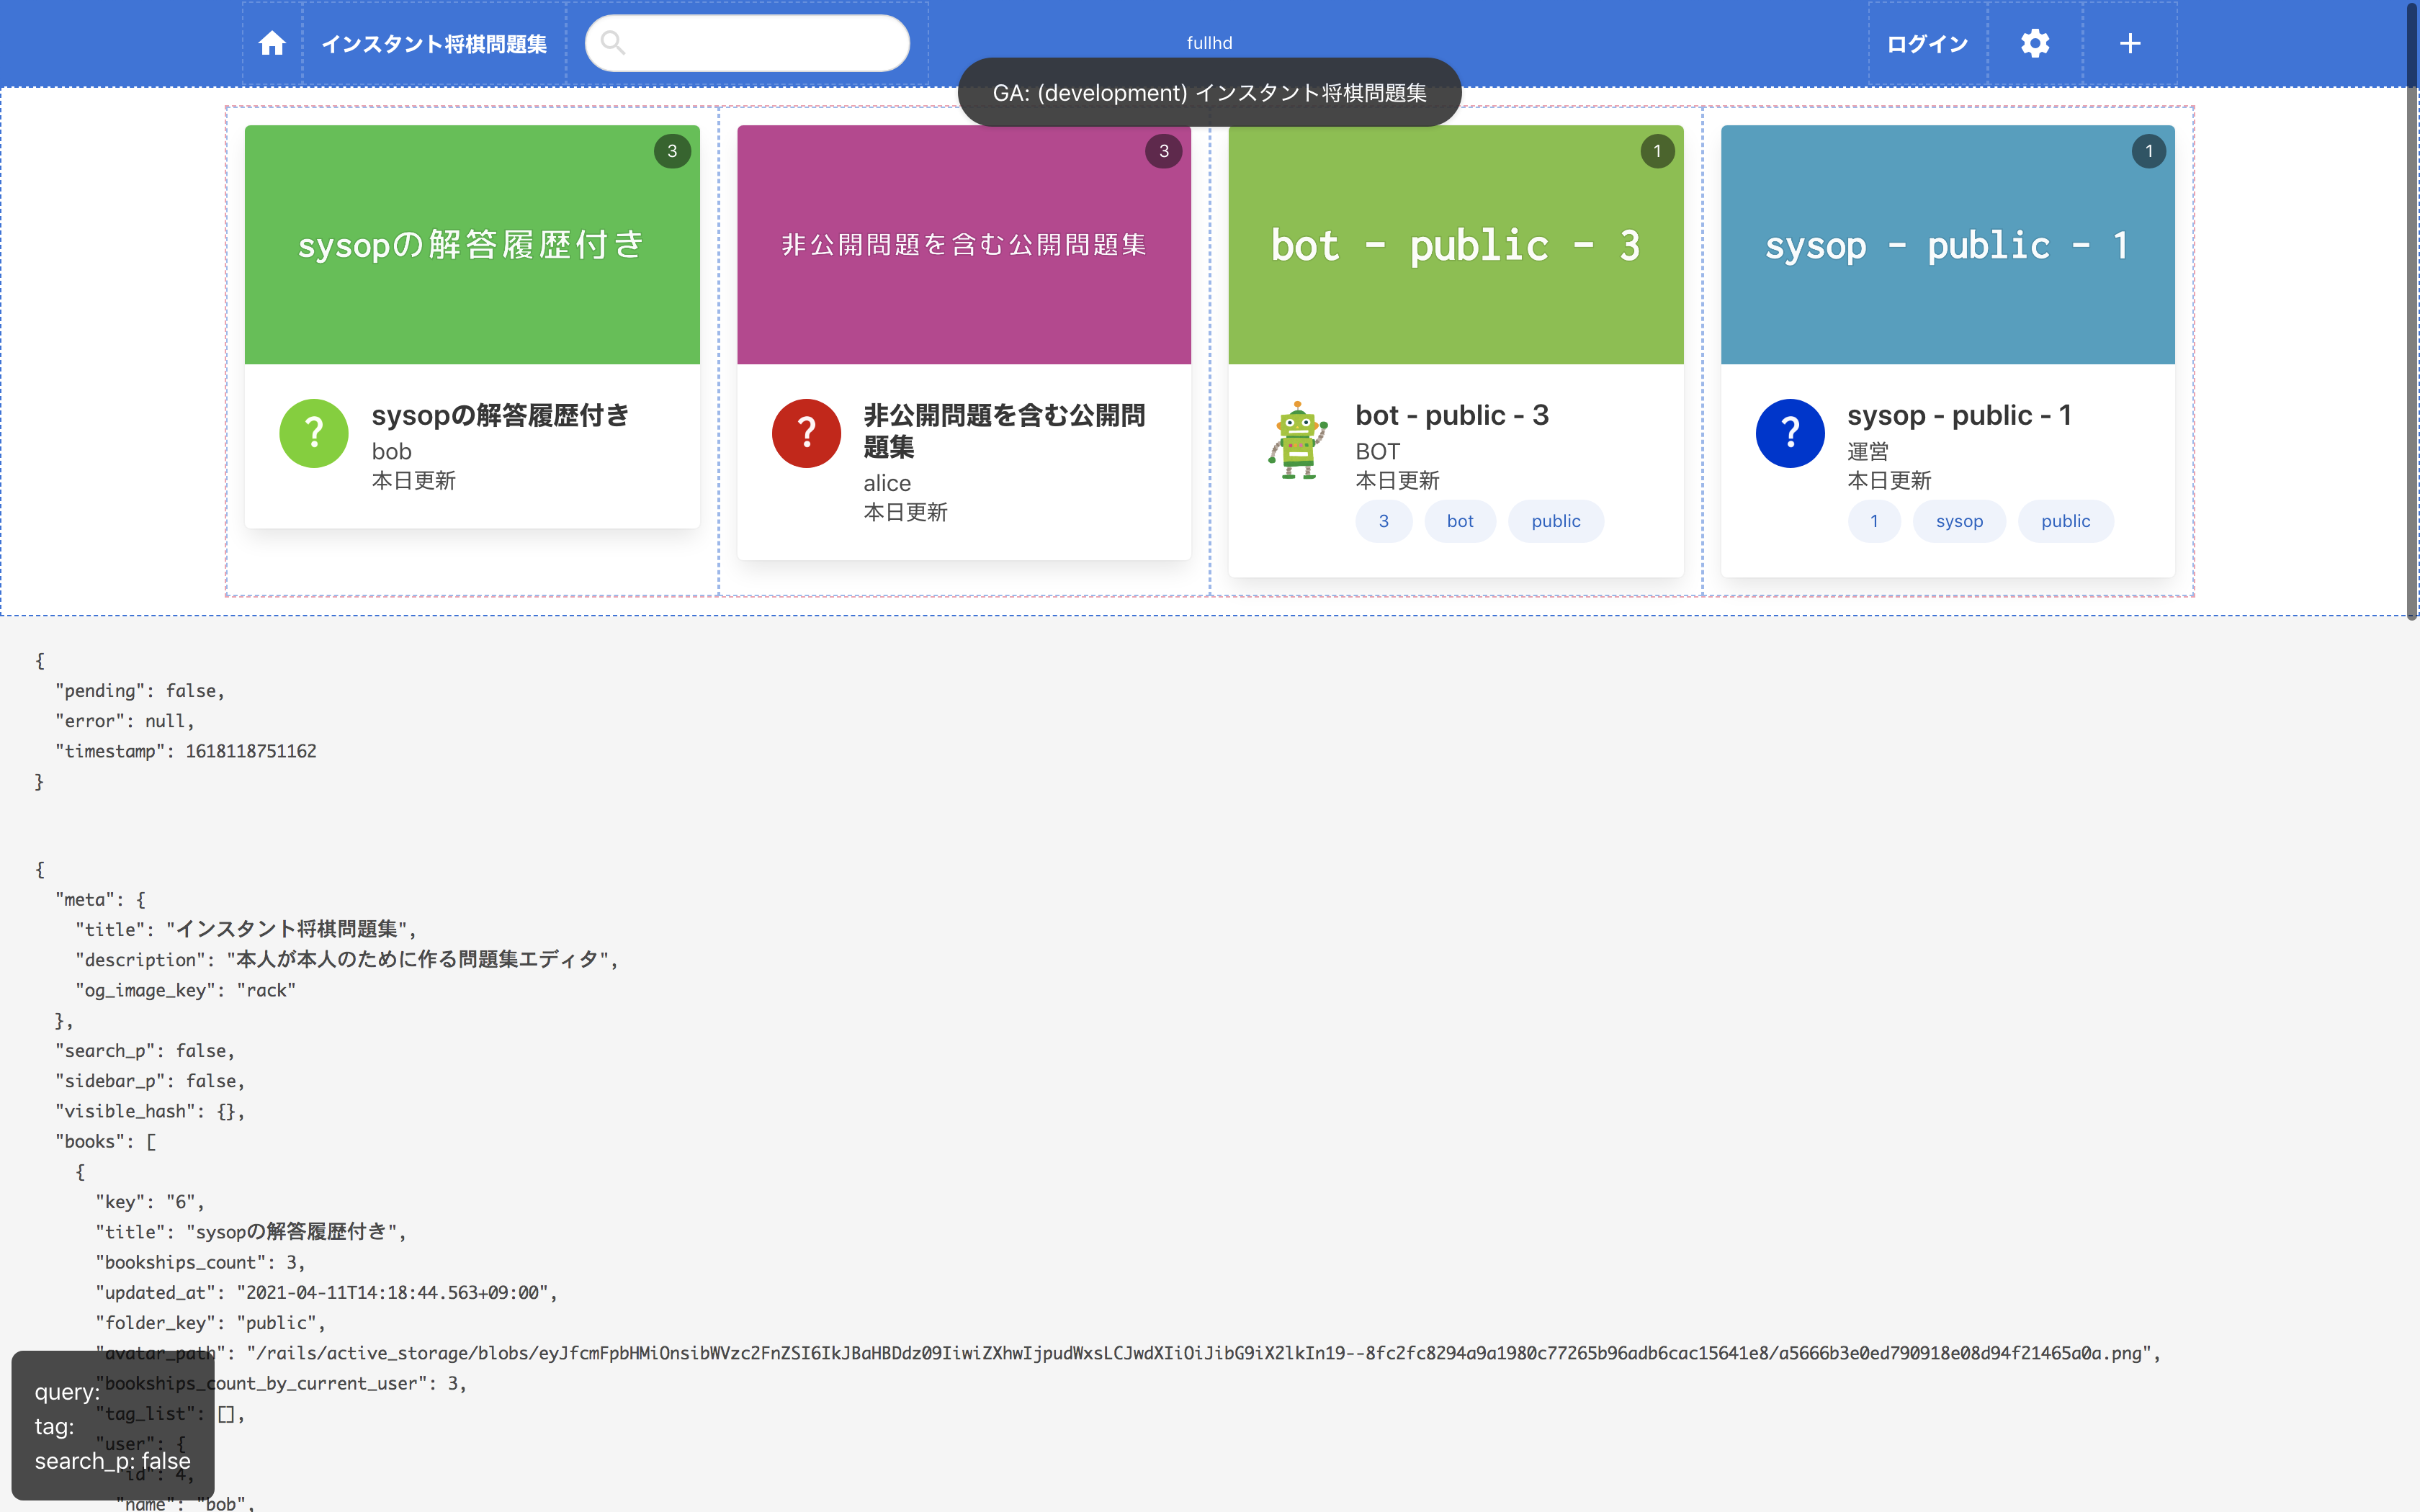 インスタント将棋問題集
fullhd
ログイン
GA: (development) インスタント将棋問題集
3
sysopの解答履歴付き
?
sysopの解答履歴付き
bob
本日更新
3
非公開問題を含む公開問題集
?
非公開問題を含む公開問
題集
alice
本日更新
1
bot - public - 3
bot - public - 3
BOT
本日更新
3 bot public
1
sysop - public - 1
?
sysop - public - 1
運営
本日更新
1 sysop public
{
"pending": false,
"error": null,
"timestamp": 1618118751162
}
{
"meta": {
"title": "インスタント将棋問題集",
"description": "本人が本人のために作る問題集エディタ",
"og_image_key": "rack"
},
"search_p": false,
"sidebar_p": false,
"visible_hash": {},
"books": [
{
"key": "6",
"title": "sysopの解答履歴付き",
"bookships_count": 3,
"updated_at": "2021-04-11T14:18:44.563+09:00",
"folder_key": "public",
"avatar_path": "/rails/active_storage/blobs/eyJfcmFpbHMiOnsibWVzc2FnZSI6IkJBaHBDdz09IiwiZXhwIjpudWxsLCJwdXIiOiJibG9iX2lkIn19--8fc2fc8294a9a1980c77265b96adb6cac15641e8/a5666b3e0ed790918e08d94f21465a0a.png",
"bookships_count_by_current_user": 3,
"tag_list": [],
"user": {
"id": 4,
"name": "bob",
query:
tag:
search_p: false